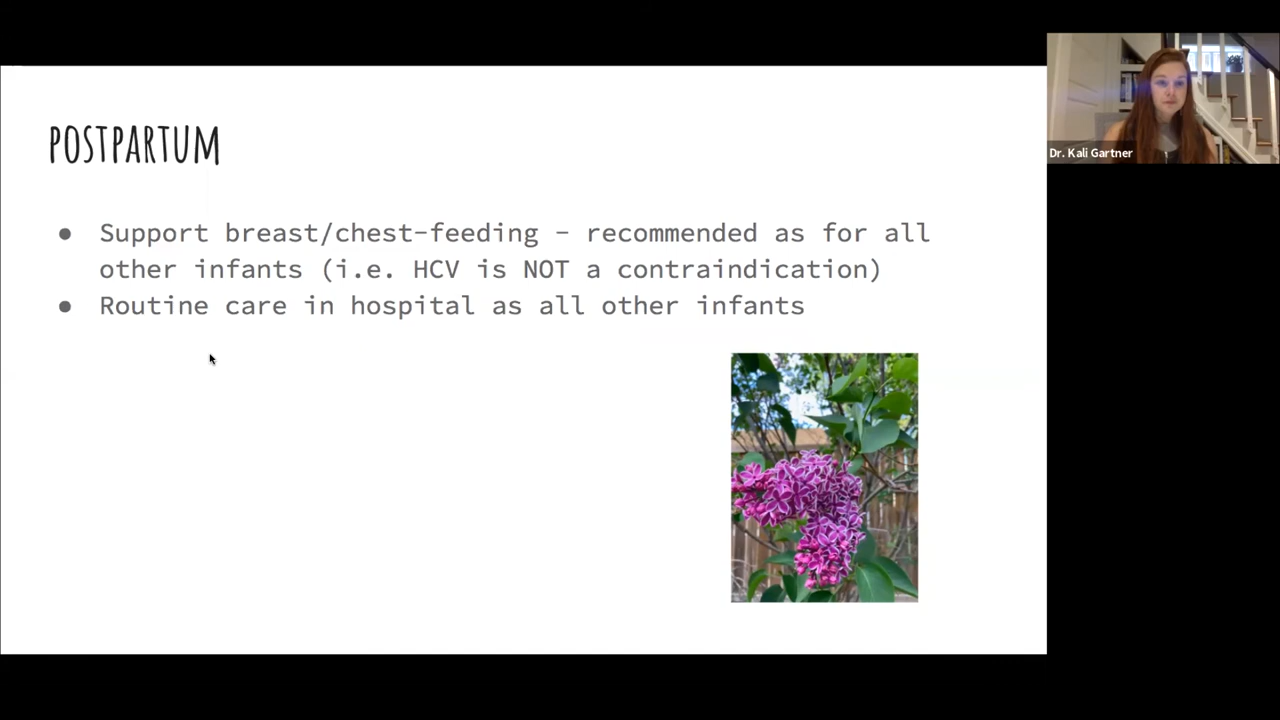 POSTPARTUM
● Support breast/chest-feeding - recommended as for all
other infants (i.e. HCV is NOT a contraindication)
● Routine care in hospital as all other infants
Dr. Kali Gartner